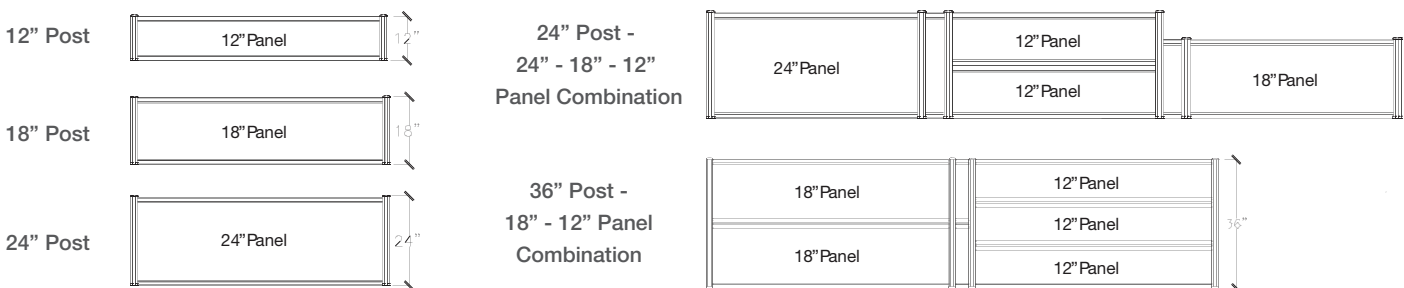 12” Post
12”Panel
12”
18” Post
18”Panel
18”
24” Post
24”Panel
24”
24” Post -
24” - 18” - 12”
Panel Combination
24”Panel
12”Panel
12”Panel
18”Panel
36” Post -
18” - 12” Panel
Combination
18”Panel
18”Panel
12”Panel
12”Panel
12”Panel
36”